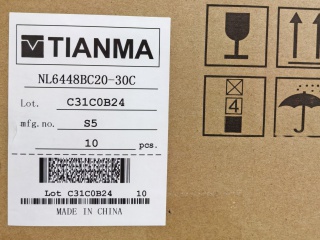 TIANMA
NL6448BC20-30C
Lot. C31C0B24
mfg.no. S5
10 pcs.
Lot C31C0B24 10
MADE IN CHINA
4